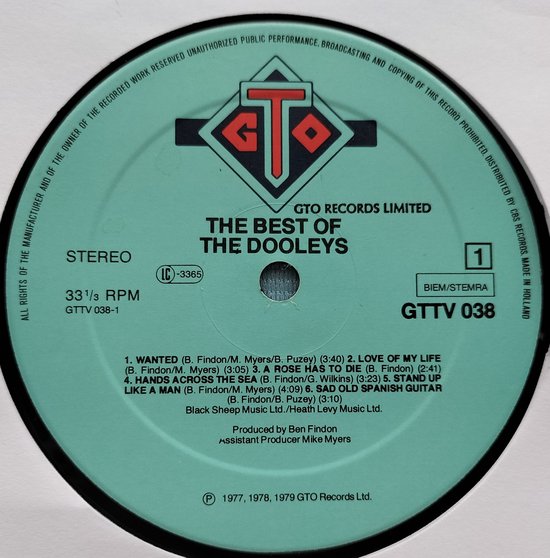 ALL RIGHTS OF THE MANUFACTURER AND OF THE OWNER OF THE RECORDED WORK RESERVED UNAUTHORIZED PUBLIC PERFORMANCE, BROADCASTING AND COPYING OF THIS RECORD PROHIBITED. DISTRIBUTED BY CBS RECORDS. MADE IN HOLLAND
GTO
GTO RECORDS LIMITED
THE BEST OF
THE DOOLEYS
STEREO
LC-3365
1
33 1/3 RPM
BIEM/STEMRA
GTTV 038-1
GTTV 038
1. WANTED (B. Findon/M. Myers/B. Puzey) (3:40) 2. LOVE OF MY LIFE
(B. Findon/M. Myers) (3:05) 3. A ROSE HAS TO DIE (B. Findon) (2:41)
4. HANDS ACROSS THE SEA (B. Findon/G. Wilkins) (3:23) 5. STAND UP
LIKE A MAN (B. Findon/M. Myers) (4:09) 6. SAD OLD SPANISH GUITAR
(B. Findon/B. Puzey) (3:10)
Black Sheep Music Ltd./Heath Levy Music Ltd.
Produced by Ben Findon
Assistant Producer Mike Myers
℗ 1977, 1978, 1979 GTO Records Ltd.